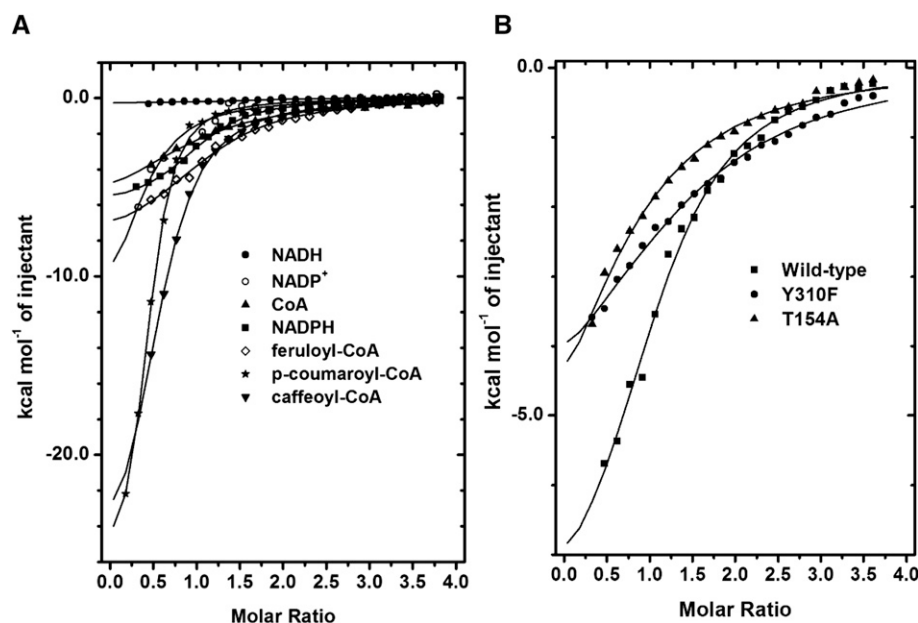 A
kcal mol⁻¹ of injectant
0.0
-10.0
-20.0
NADH
NADP⁺
CoA
NADPH
feruloyl-CoA
p-coumaroyl-CoA
caffeoyl-CoA
0.0 0.5 1.0 1.5 2.0 2.5 3.0 3.5 4.0
Molar Ratio
B
kcal mol⁻¹ of injectant
0.0
-5.0
Wild-type
Y310F
T154A
0.0 0.5 1.0 1.5 2.0 2.5 3.0 3.5 4.0
Molar Ratio